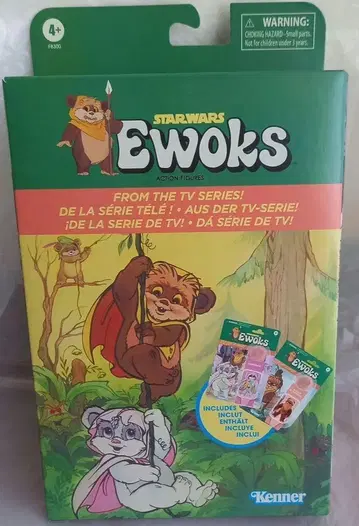 4+
WARNING:
CHOKING HAZARD - Small parts.
Not for children under 3 years.
STAR WARS
Ewoks
ACTION FIGURES
FROM THE TV SERIES!
DE LA SÉRIE TÉLÉ! • AUS DER TV-SERIE!
¡DE LA SERIE DE TV! • DÁ SÉRIE DE TV!
Ewoks
Ewoks
INCLUDES
INCLUT
ENTHÄLT
INCLUYE
INCLUI
Kenner